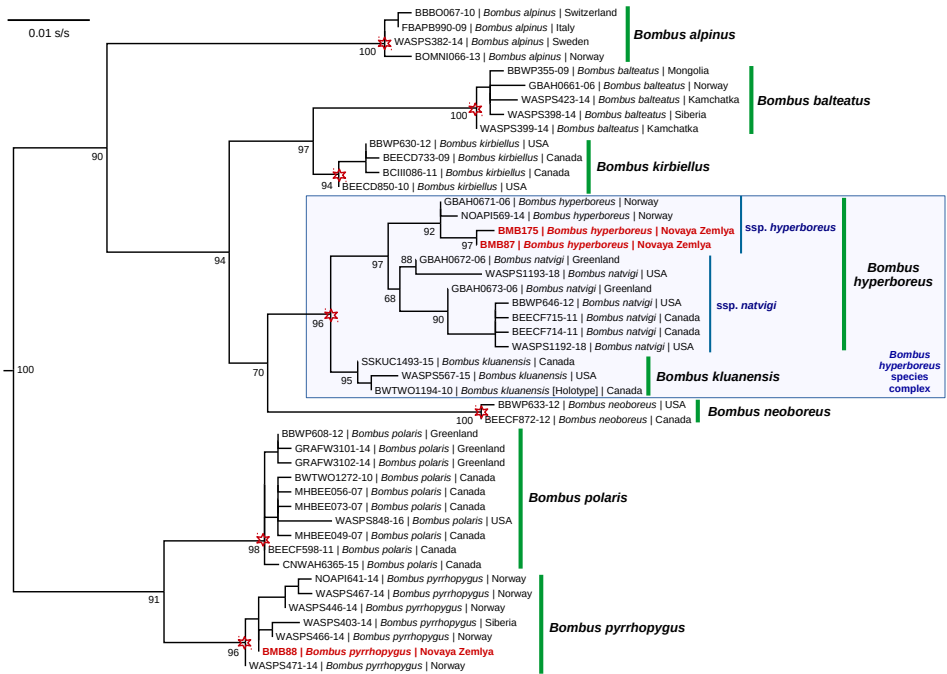 BBBO067-10 | Bombus alpinus | Switzerland
0.01 s/s
FBAPB990-09 | Bombus alpinus | Italy
Bombus alpinus
WASPS382-14 | Bombus alpinus | Sweden
100
BOMNI066-13 | Bombus alpinus | Norway
BBWP355-09 | Bombus balteatus | Mongolia
GBAH0661-06 | Bombus balteatus | Norway
WASPS423-14 | Bombus balteatus | Kamchatka
Bombus balteatus
100
WASPS398-14 | Bombus balteatus | Siberia
WASPS399-14 | Bombus balteatus | Kamchatka
97
90
BBWP630-12 | Bombus kirbiellus | USA
BEECD733-09 | Bombus kirbiellus | Canada
Bombus kirbiellus
BCIII086-11 | Bombus kirbiellus | Canada
94
BEECD850-10 | Bombus kirbiellus | USA
GBAH0671-06 | Bombus hyperboreus | Norway
NOAPI569-14 | Bombus hyperboreus | Norway
92
BMB175 | Bombus hyperboreus | Novaya Zemlya
ssp. hyperboreus
97
BMB87 | Bombus hyperboreus | Novaya Zemlya
94
97
88
GBAH0672-06 | Bombus natvigi | Greenland
WASPS1193-18 | Bombus natvigi | USA
Bombus
hyperboreus
68
GBAH0673-06 | Bombus natvigi | Greenland
BBWP646-12 | Bombus natvigi | USA
ssp. natvigi
96
90
BEECF715-11 | Bombus natvigi | Canada
BEECF714-11 | Bombus natvigi | Canada
WASPS1192-18 | Bombus natvigi | USA
SSKUC1493-15 | Bombus kluanensis | Canada
Bombus
hyperboreus
species
complex
100
70
95
WASPS567-15 | Bombus kluanensis | USA
Bombus kluanensis
BWTWO1194-10 | Bombus kluanensis [Holotype] | Canada
BBWP633-12 | Bombus neoboreus | USA
Bombus neoboreus
100
BEECF872-12 | Bombus neoboreus | Canada
BBWP608-12 | Bombus polaris | Greenland
GRAFW3101-14 | Bombus polaris | Greenland
GRAFW3102-14 | Bombus polaris | Greenland
BWTWO1272-10 | Bombus polaris | Canada
MHBEE056-07 | Bombus polaris | Canada
Bombus polaris
MHBEE073-07 | Bombus polaris | Canada
WASPS848-16 | Bombus polaris | USA
MHBEE049-07 | Bombus polaris | Canada
98
BEECF598-11 | Bombus polaris | Canada
CNWAH6365-15 | Bombus polaris | Canada
NOAPI641-14 | Bombus pyrrhopygus | Norway
91
WASPS467-14 | Bombus pyrrhopygus | Norway
WASPS446-14 | Bombus pyrrhopygus | Norway
WASPS403-14 | Bombus pyrrhopygus | Siberia
Bombus pyrrhopygus
WASPS466-14 | Bombus pyrrhopygus | Norway
96
BMB88 | Bombus pyrrhopygus | Novaya Zemlya
WASPS471-14 | Bombus pyrrhopygus | Norway